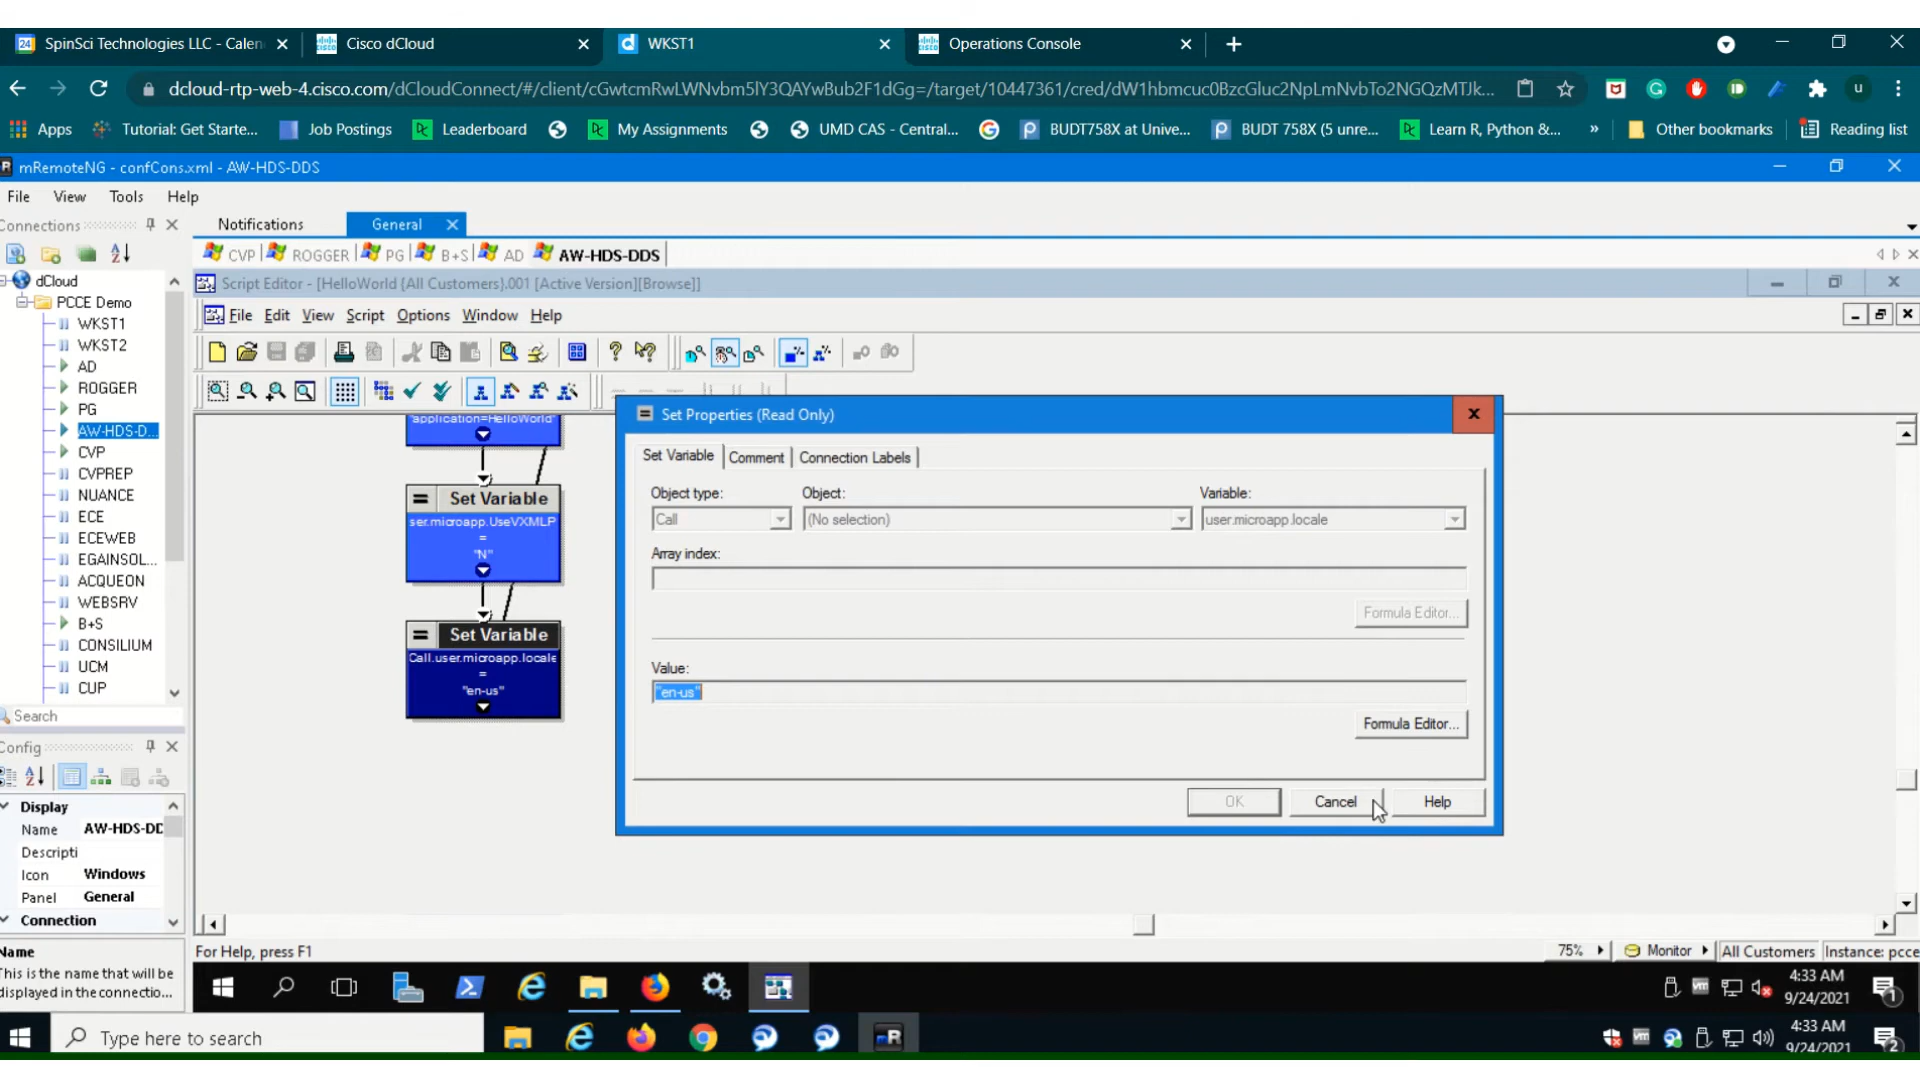 24 SpinSci Technologies LLC - Calen
Cisco dCloud
WKST1
Operations Console
dcloud-rtp-web-4.cisco.com/dCloudConnect/#/client/cGwtcmRwLWNvbm5lY3QAYwBub2F1dGg=/target/10447361/cred/dW1hbmcuc0BzcGluc2NpLmNvbTo2NGQzMTJk...
Apps
Tutorial: Get Starte...
Job Postings
Leaderboard
My Assignments
UMD CAS - Central...
BUDT758X at Unive...
BUDT 758X (5 unre...
Learn R, Python &...
»
Other bookmarks
Reading list
mRemoteNG - confCons.xml - AW-HDS-DDS
File View Tools Help
Connections
Notifications
General
CVP ROGGER PG B+S AD AW-HDS-DDS
dCloud
PCCE Demo
WKST1
WKST2
AD
ROGGER
PG
AW-HDS-D...
CVP
CVPREP
NUANCE
ECE
ECEWEB
EGAINSOL...
ACQUEON
WEBSRV
B+S
CONSILIUM
UCM
CUP
Search
Config
Display
Name AW-HDS-DD
Descripti
Icon Windows
Panel General
Connection
Name
This is the name that will be
displayed in the connectio...
Script Editor - [HelloWorld {All Customers}.001 [Active Version][Browse]]
File Edit View Script Options Window Help
"application=HelloWorld"
Set Variable
ser.microapp.UseVXMLP
=
"N"
Set Variable
Call.user.microapp.locale
=
"en-us"
Set Properties (Read Only)
Set Variable
Comment
Connection Labels
Object type:
Object:
Variable:
Call
(No selection)
user.microapp.locale
Array index:
Formula Editor...
Value:
"en-us"
Formula Editor...
OK
Cancel
Help
For Help, press F1
75%
Monitor
All Customers
Instance: pcce
4:33 AM
9/24/2021
1
Type here to search
4:33 AM
9/24/2021
2